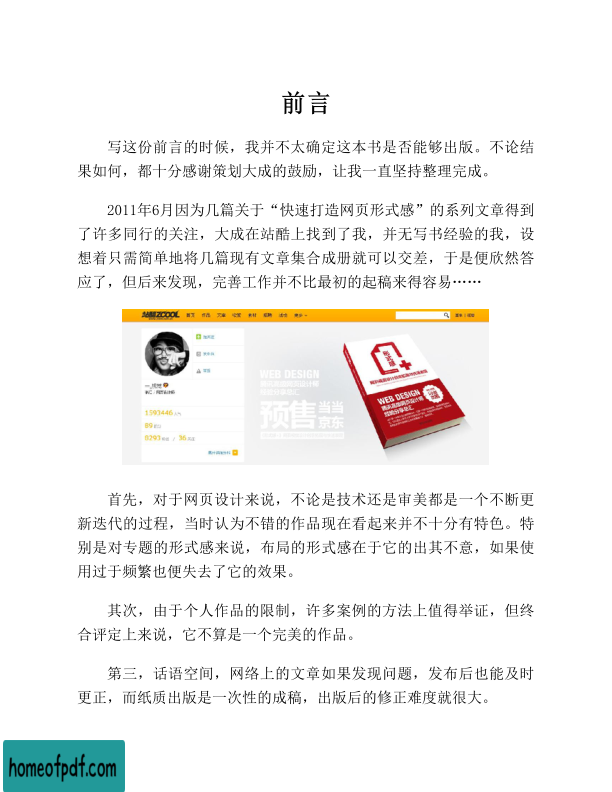 前言
写这份前言的时候，我并不太确定这本书是否能够出版。不论结
果如何，都十分感谢策划大成的鼓励，让我一直坚持整理完成。
2011年6月因为几篇关于“快速打造网页形式感”的系列文章得到
了许多同行的关注，大成在站酷上找到了我，并无写书经验的我，设
想着只需简单地将几篇现有文章集合成册就可以交差，于是便欣然答
应了，但后来发现，完善工作并不比最初的起稿来得容易……
站酷ZCOOL
1393446
89
8293
36
WEB DESIGN
预售
当当
京东
形式感
WEB DESIGN
首先，对于网页设计来说，不论是技术还是审美都是一个不断更
新迭代的过程，当时认为不错的作品现在看起来并不十分有特色。特
别是对专题的形式感来说，布局的形式感在于它的出其不意，如果使
用过于频繁也便失去了它的效果。
其次，由于个人作品的限制，许多案例的方法上值得举证，但终
合评定上来说，它不算是一个完美的作品。
第三，话语空间，网络上的文章如果发现问题，发布后也能及时
更正，而纸质出版是一次性的成稿，出版后的修正难度就很大。
homeofpdf.com